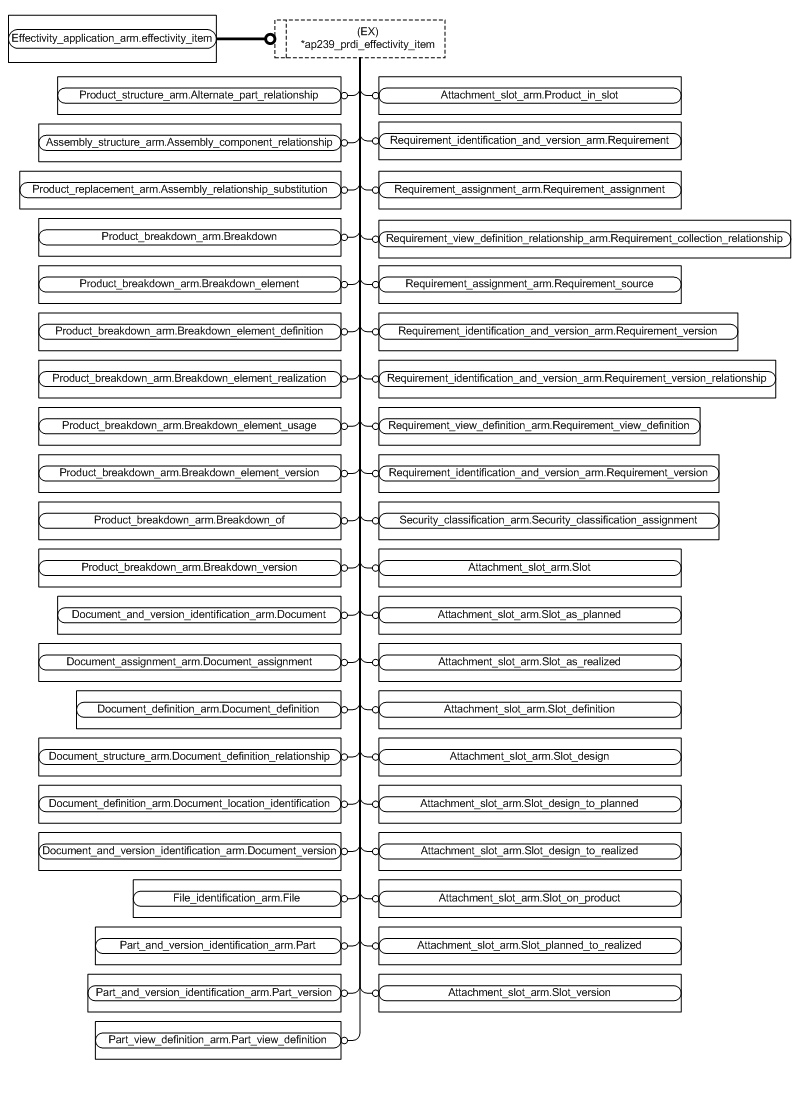 Effectivity_application_arm.effectivity_item
(EX)
*ap239_prdi_effectivity_item
Product_structure_arm.Alternate_part_relationship
Attachment_slot_arm.Product_in_slot
Assembly_structure_arm.Assembly_component_relationship
Requirement_identification_and_version_arm.Requirement
Product_replacement_arm.Assembly_relationship_substitution
Requirement_assignment_arm.Requirement_assignment
Product_breakdown_arm.Breakdown
Requirement_view_definition_relationship_arm.Requirement_collection_relationship
Product_breakdown_arm.Breakdown_element
Requirement_assignment_arm.Requirement_source
Product_breakdown_arm.Breakdown_element_definition
Requirement_identification_and_version_arm.Requirement_version
Product_breakdown_arm.Breakdown_element_realization
Requirement_identification_and_version_arm.Requirement_version_relationship
Product_breakdown_arm.Breakdown_element_usage
Requirement_view_definition_arm.Requirement_view_definition
Product_breakdown_arm.Breakdown_element_version
Requirement_identification_and_version_arm.Requirement_version
Product_breakdown_arm.Breakdown_of
Security_classification_arm.Security_classification_assignment
Product_breakdown_arm.Breakdown_version
Attachment_slot_arm.Slot
Document_and_version_identification_arm.Document
Attachment_slot_arm.Slot_as_planned
Document_assignment_arm.Document_assignment
Attachment_slot_arm.Slot_as_realized
Document_definition_arm.Document_definition
Attachment_slot_arm.Slot_definition
Document_structure_arm.Document_definition_relationship
Attachment_slot_arm.Slot_design
Document_definition_arm.Document_location_identification
Attachment_slot_arm.Slot_design_to_planned
Document_and_version_identification_arm.Document_version
Attachment_slot_arm.Slot_design_to_realized
File_identification_arm.File
Attachment_slot_arm.Slot_on_product
Part_and_version_identification_arm.Part
Attachment_slot_arm.Slot_planned_to_realized
Part_and_version_identification_arm.Part_version
Attachment_slot_arm.Slot_version
Part_view_definition_arm.Part_view_definition